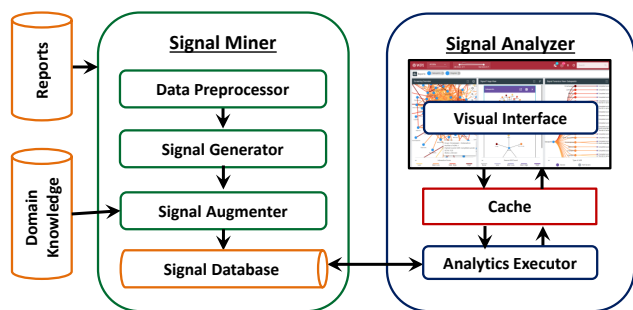 Signal Miner
Signal Analyzer
Reports
Data Preprocessor
Visual Interface
Signal Generator
Domain
Knowledge
Signal Augmenter
Cache
Signal Database
Analytics Executor